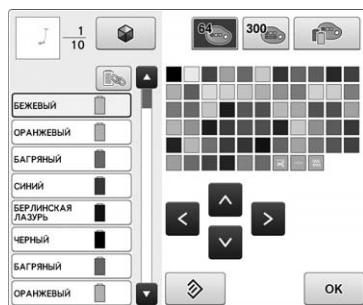 1
10
64
300
БЕЖЕВЫЙ
ОРАНЖЕВЫЙ
БАГРЯНЫЙ
СИНИЙ
БЕРЛИНСКАЯ
ЛАЗУРЬ
ЧЕРНЫЙ
БАГРЯНЫЙ
ОРАНЖЕВЫЙ
OK